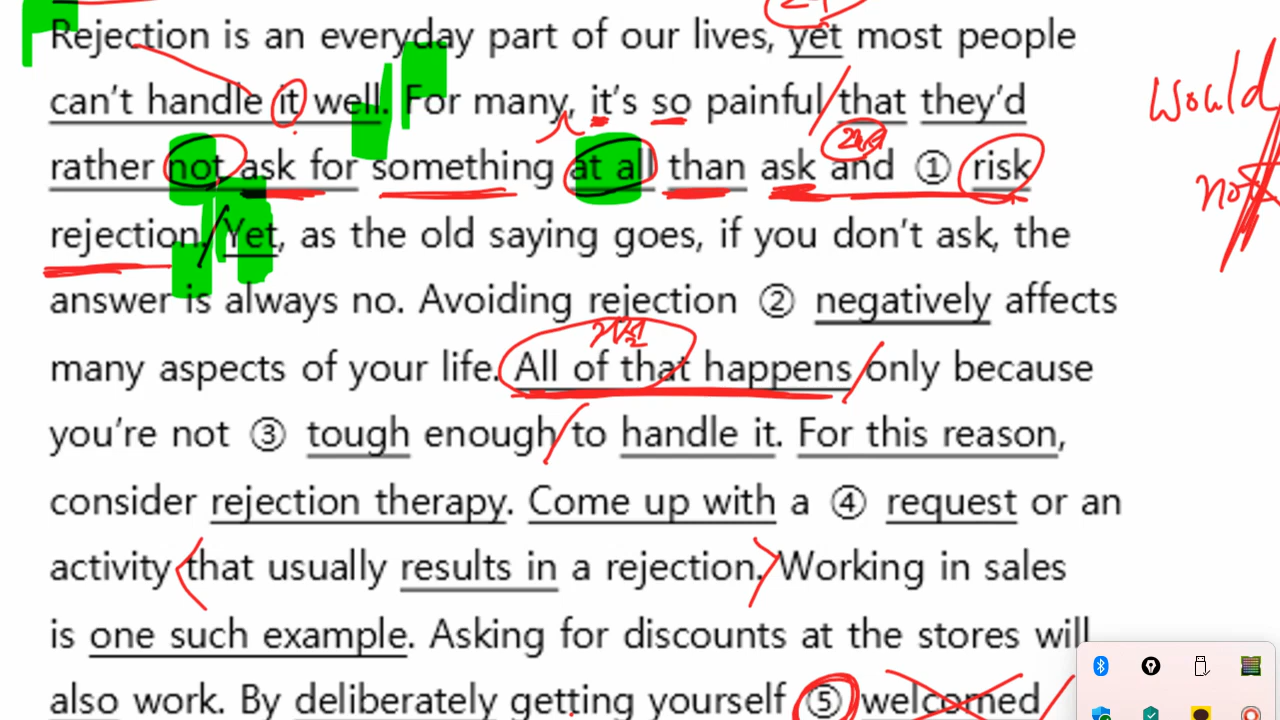 Rejection is an everyday part of our lives, yet most people
can't handle it well. For many, it's so painful that they'd
rather not ask for something at all than ask and ① risk
rejection. Yet, as the old saying goes, if you don't ask, the
answer is always no. Avoiding rejection ② negatively affects
many aspects of your life. All of that happens only because
you're not ③ tough enough to handle it. For this reason,
consider rejection therapy. Come up with a ④ request or an
activity that usually results in a rejection. Working in sales
is one such example. Asking for discounts at the stores will
also work. By deliberately getting yourself ⑤ welcomed
Would
not